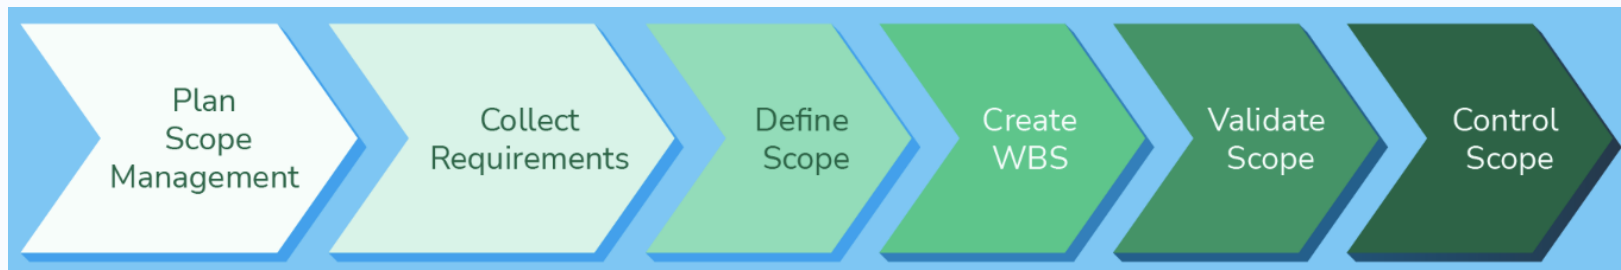 Plan
Scope
Management
Collect
Requirements
Define
Scope
Create
WBS
Validate
Scope
Control
Scope